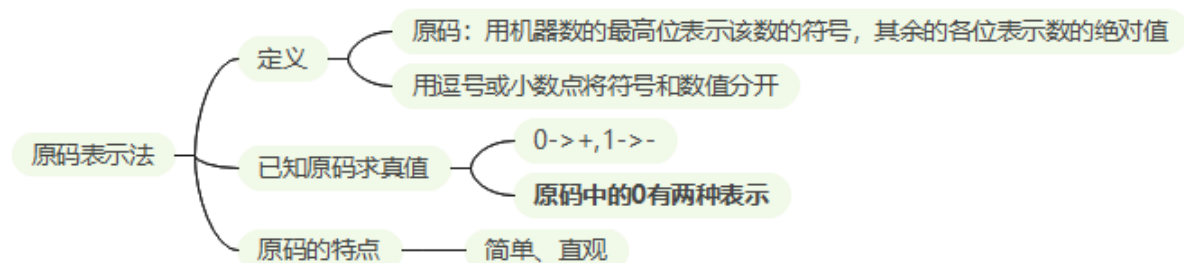 原码：用机器数的最高位表示该数的符号，其余的各位表示数的绝对值
定义
用逗号或小数点将符号和数值分开
0->+,1->-
原码表示法
已知原码求真值
原码中的0有两种表示
原码的特点
简单、直观